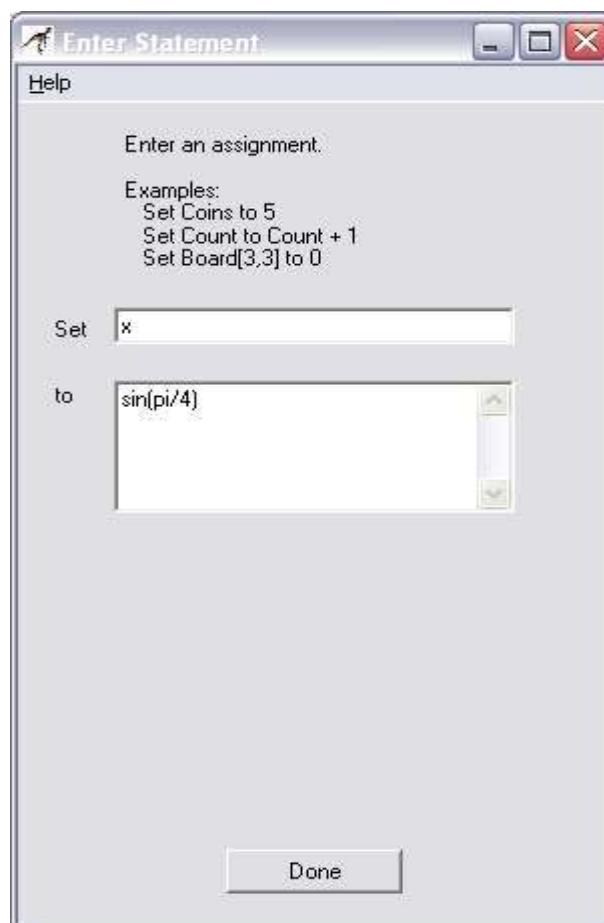 Enter Statement
Help
Enter an assignment.
Examples:
Set Coins to 5
Set Count to Count + 1
Set Board[3,3] to 0
Set x
to sin(pi/4)
Done